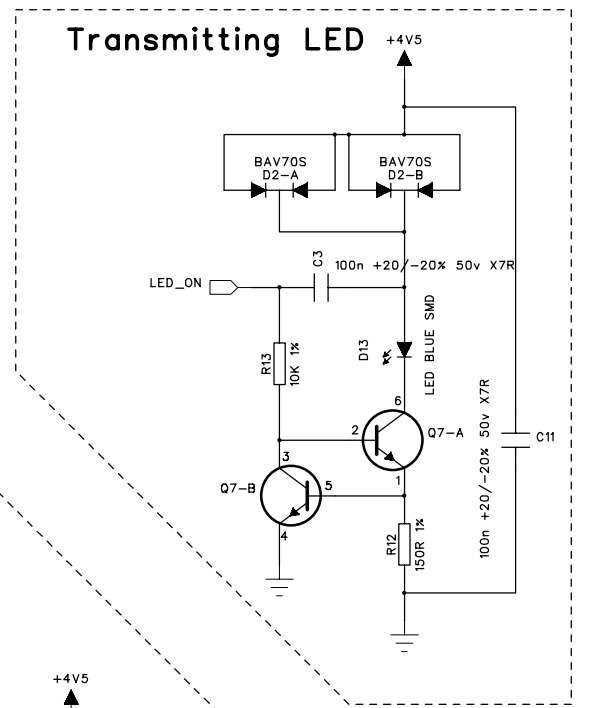 Transmitting LED
+4V5
BAV70S
D2-A
BAV70S
D2-B
C3
100n +20/-20% 50v X7R
LED_ON
R13
10K 1%
D13
LED BLUE SMD
6
2
Q7-A
1
3
Q7-B
5
4
R12
150R 1%
100n +20/-20% 50v X7R
C11
+4V5